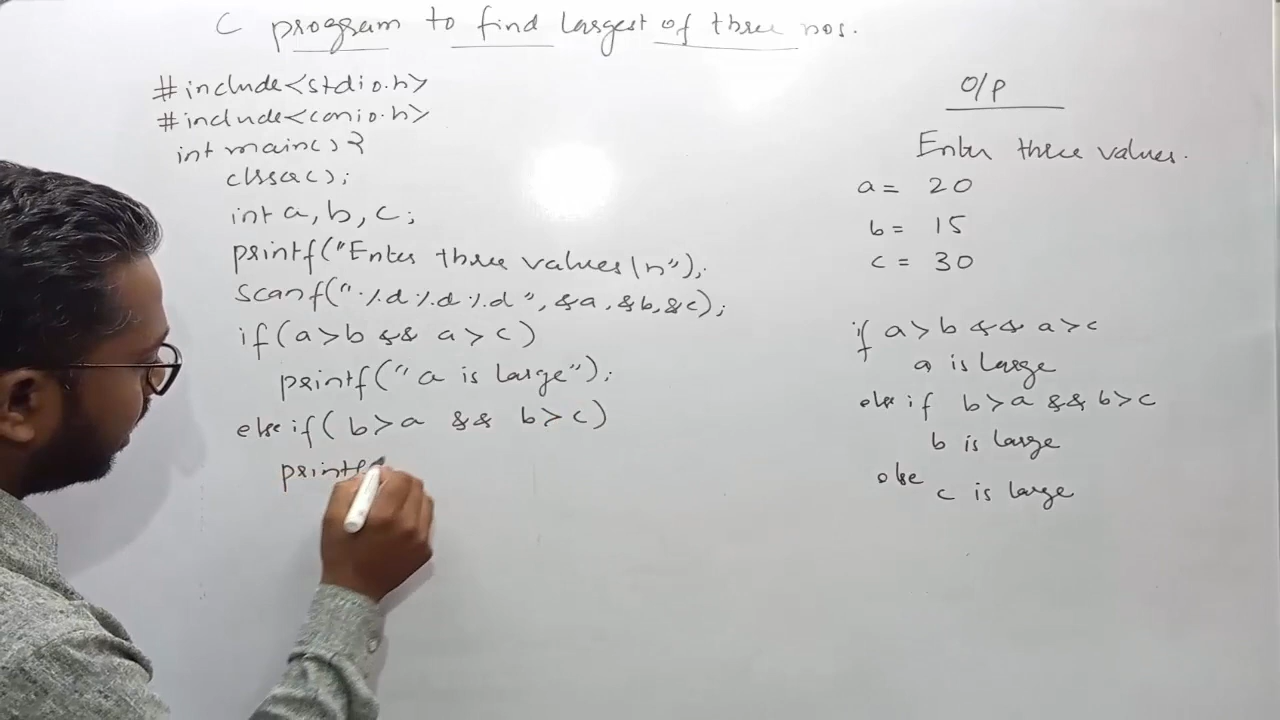 C program to find largest of three nos.
#include<stdio.h>
#include<conio.h>
int main() {
clrscr();
int a, b, c;
printf("Enter three values\n");
scanf("%d%d%d", &a, &b, &c);
if(a>b && a>c)
printf("a is large");
else if(b>a && b>c)
printf(
O/P
Enter three values.
a= 20
b= 15
c= 30
if a>b && a>c
a is large
else if b>a && b>c
b is large
else
c is large